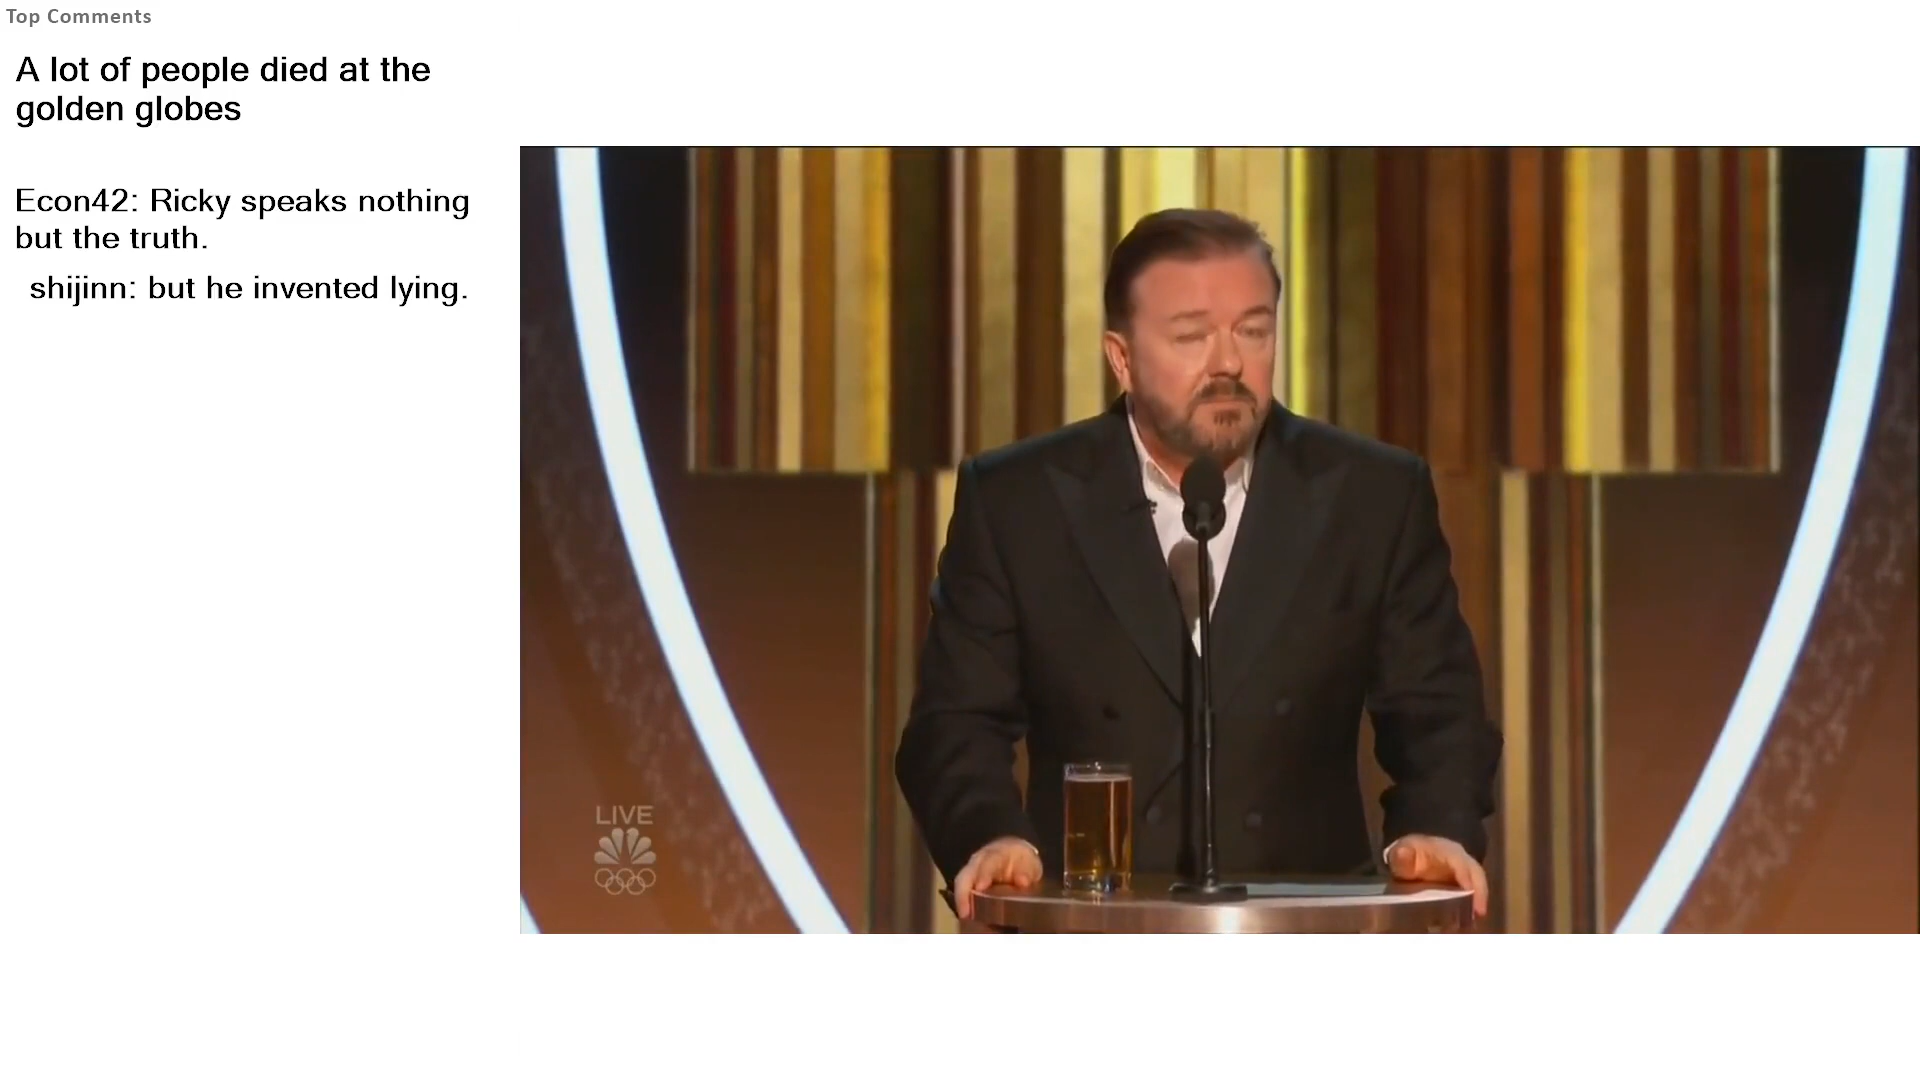 Top Comments
A lot of people died at the
golden globes
Econ42: Ricky speaks nothing
but the truth.
shijinn: but he invented lying.
LIVE